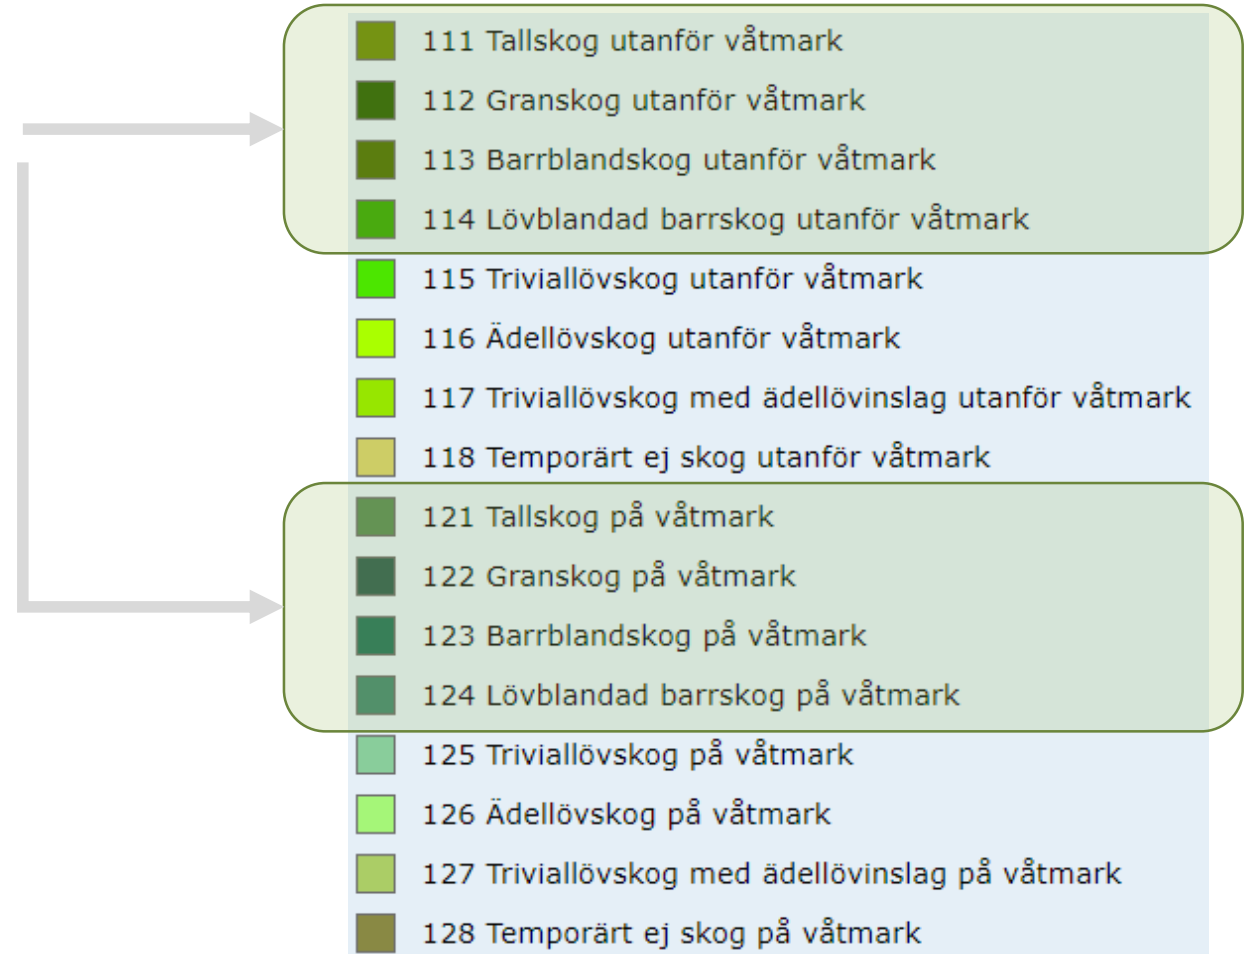 111 Tallskog utanför våtmark
112 Granskog utanför våtmark
113 Barrblandskog utanför våtmark
114 Lövblandad barrskog utanför våtmark
115 Triviallövskog utanför våtmark
116 Ädellövskog utanför våtmark
117 Triviallövskog med ädellövinslag utanför våtmark
118 Temporärt ej skog utanför våtmark
121 Tallskog på våtmark
122 Granskog på våtmark
123 Barrblandskog på våtmark
124 Lövblandad barrskog på våtmark
125 Triviallövskog på våtmark
126 Ädellövskog på våtmark
127 Triviallövskog med ädellövinslag på våtmark
128 Temporärt ej skog på våtmark